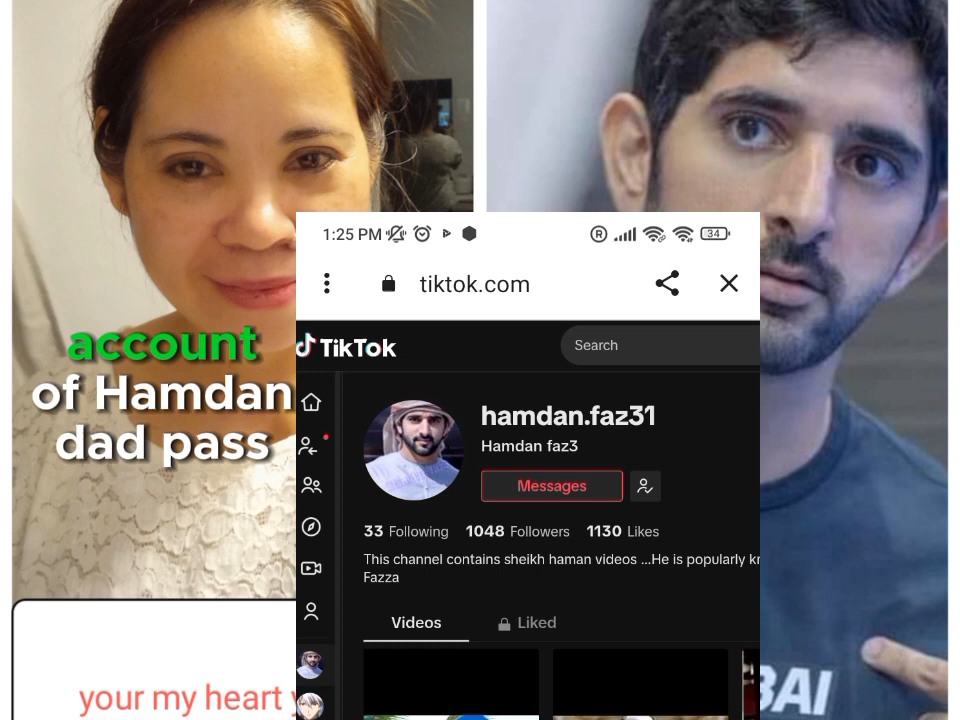 account
of Hamdan
dad pass
your my heart
1:25 PM
34
tiktok.com
TikTok
Search
hamdan.faz31
Hamdan faz3
Messages
33 Following 1048 Followers 1130 Likes
This channel contains sheikh haman videos ...He is popularly
Fazza
Videos
Liked
BAI